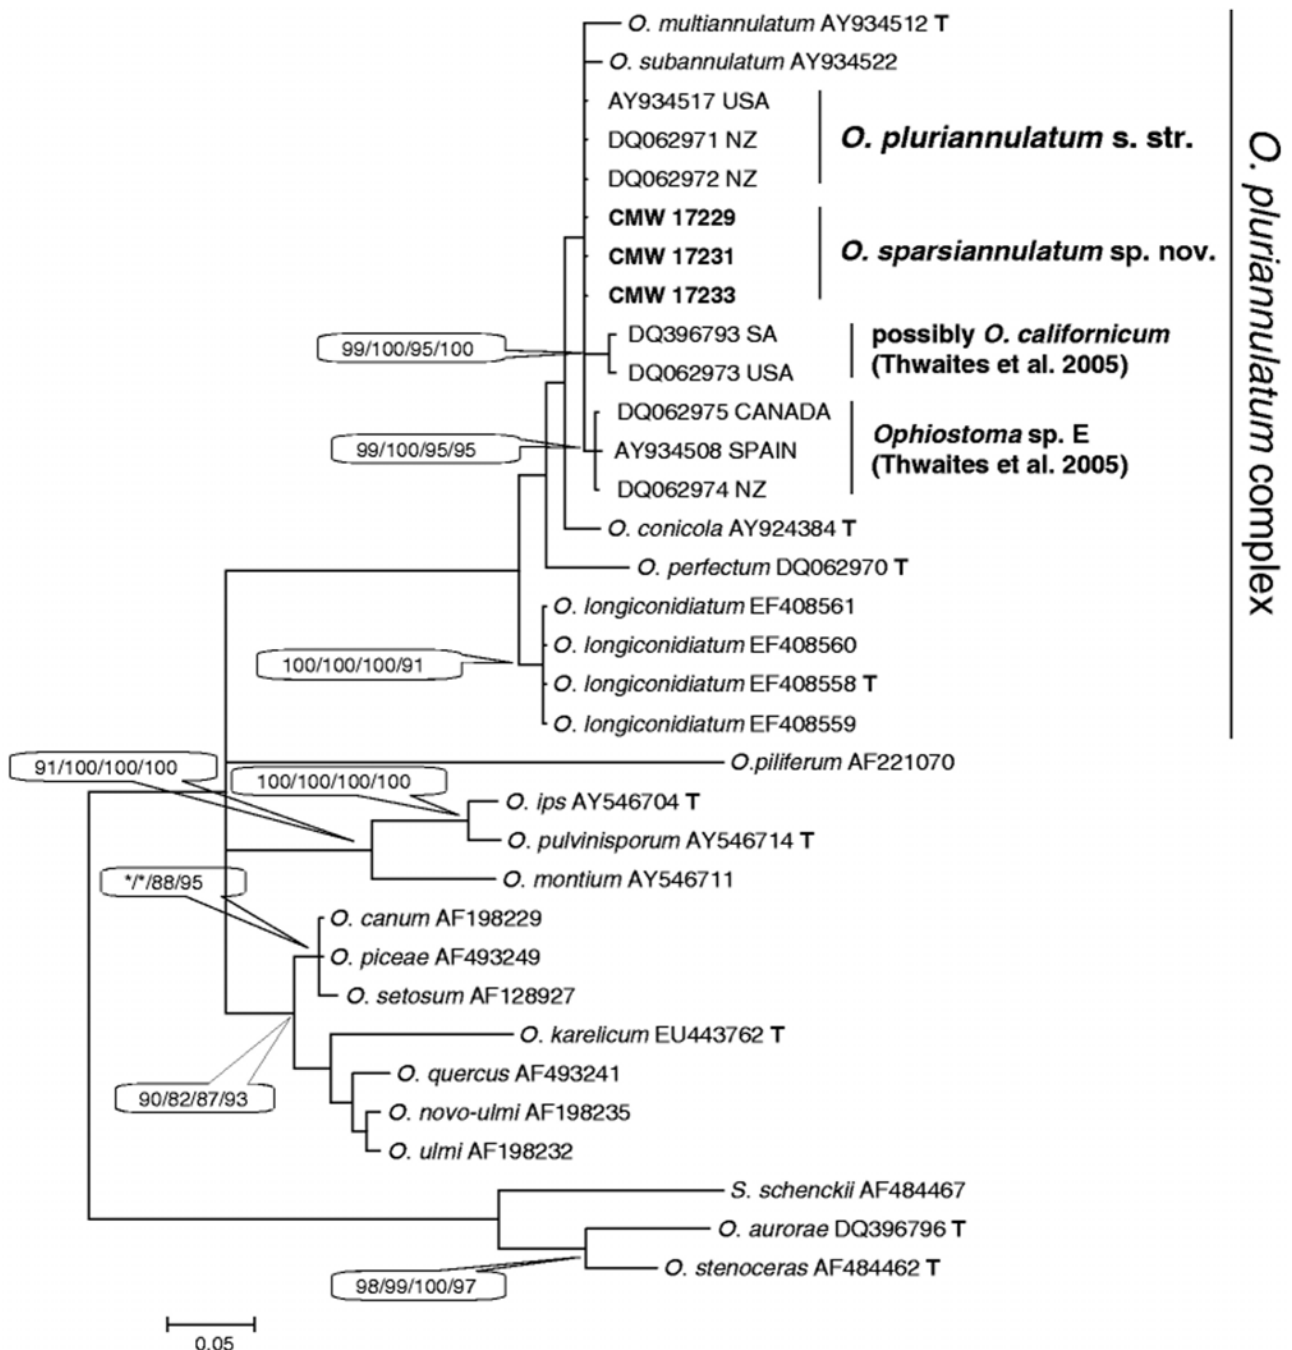 O. multiannulatum AY934512 T
O. subannulatum AY934522
AY934517 USA
DQ062971 NZ
DQ062972 NZ
O. pluriannulatum s. str.
CMW 17229
CMW 17231
CMW 17233
O. sparsiannulatum sp. nov.
99/100/95/100
DQ396793 SA
DQ062973 USA
possibly O. californicum
(Thwaites et al. 2005)
99/100/95/95
DQ062975 CANADA
AY934508 SPAIN
DQ062974 NZ
Ophiostoma sp. E
(Thwaites et al. 2005)
O. conicola AY924384 T
O. perfectum DQ062970 T
O. longiconidiatum EF408561
O. longiconidiatum EF408560
100/100/100/91
O. longiconidiatum EF408558 T
O. longiconidiatum EF408559
O. pluriannulatum complex
O.piliferum AF221070
91/100/100/100
100/100/100/100
O. ips AY546704 T
O. pulvinisporum AY546714 T
O. montium AY546711
*/*/88/95
O. canum AF198229
O. piceae AF493249
O. setosum AF128927
O. karelicum EU443762 T
O. quercus AF493241
90/82/87/93
O. novo-ulmi AF198235
O. ulmi AF198232
S. schenckii AF484467
O. aurorae DQ396796 T
O. stenoceras AF484462 T
98/99/100/97
0.05